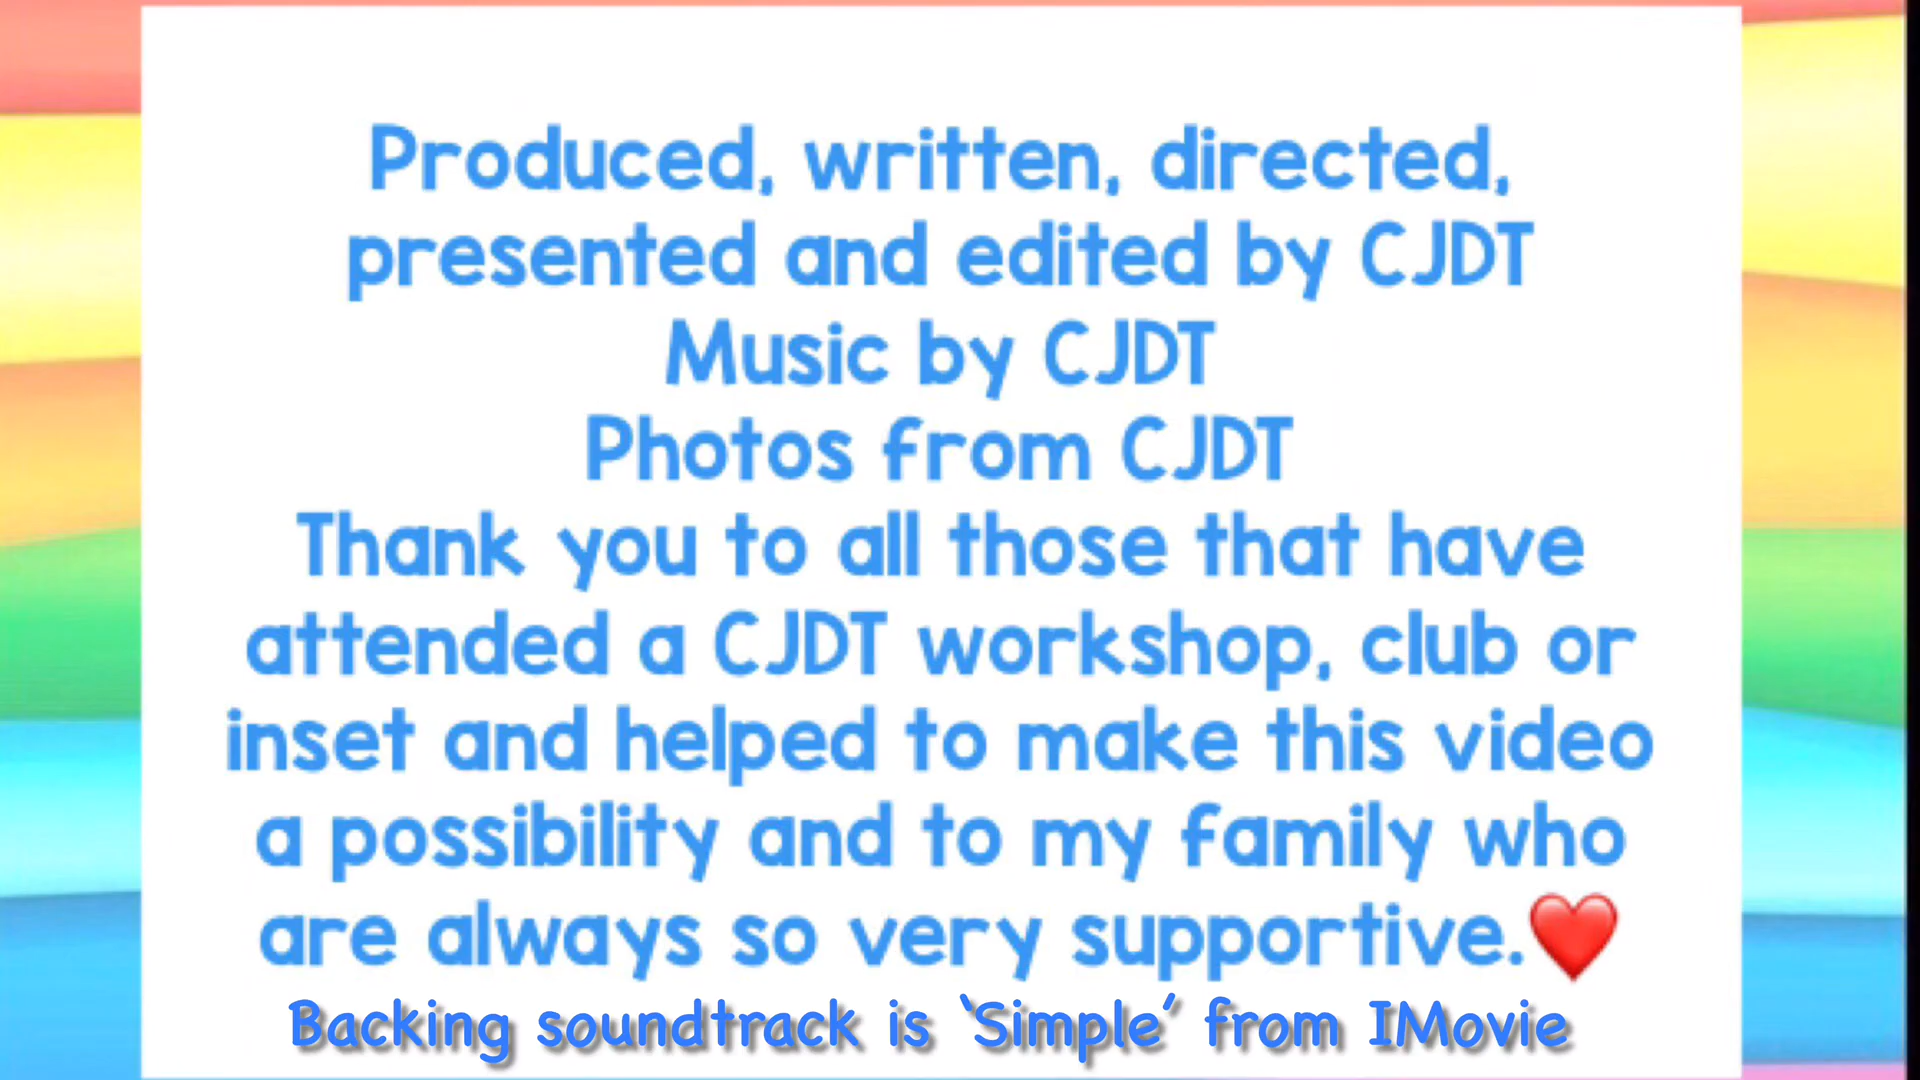 Produced, written, directed,
presented and edited by CJDT
Music by CJDT
Photos from CJDT
Thank you to all those that have
attended a CJDT workshop, club or
inset and helped to make this video
a possibility and to my family who
are always so very supportive.❤️
Backing soundtrack is ‘Simple’ from IMovie